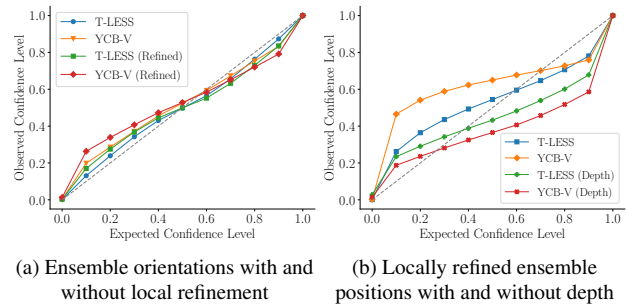 1.0
0.8
0.6
0.4
0.2
0.0
Observed Confidence Level
T-LESS
YCB-V
T-LESS (Refined)
YCB-V (Refined)
0.0 0.2 0.4 0.6 0.8 1.0
Expected Confidence Level
(a) Ensemble orientations with and
without local refinement
1.0
0.8
0.6
0.4
0.2
0.0
Observed Confidence Level
T-LESS
YCB-V
T-LESS (Depth)
YCB-V (Depth)
0.0 0.2 0.4 0.6 0.8 1.0
Expected Confidence Level
(b) Locally refined ensemble
positions with and without depth